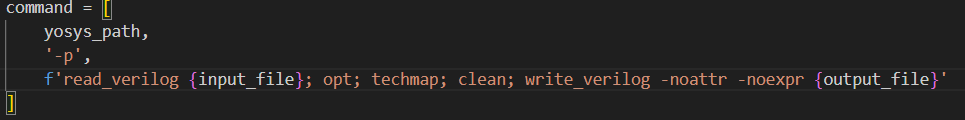 command = [
    yosys_path,
    '-p',
    f'read_verilog {input_file}; opt; techmap; clean; write_verilog -noattr -noexpr {output_file}'
]